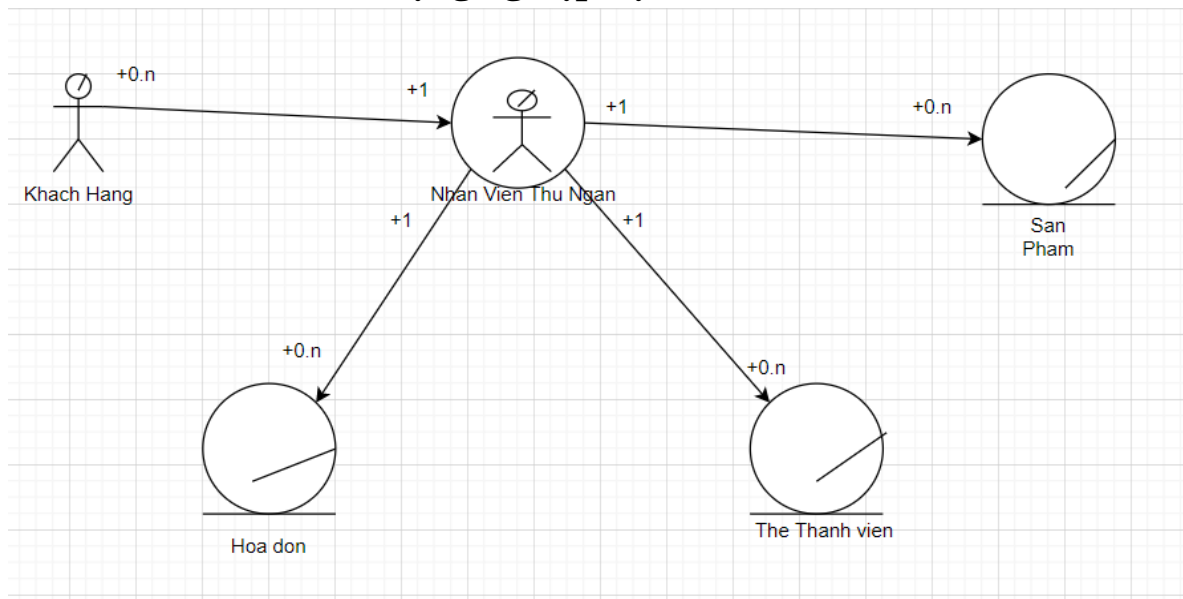 +0.n
+1
+1
+0.n
Khach Hang
Nhan Vien Thu Ngan
+1
+1
San
Pham
+0.n
+0.n
The Thanh vien
Hoa don